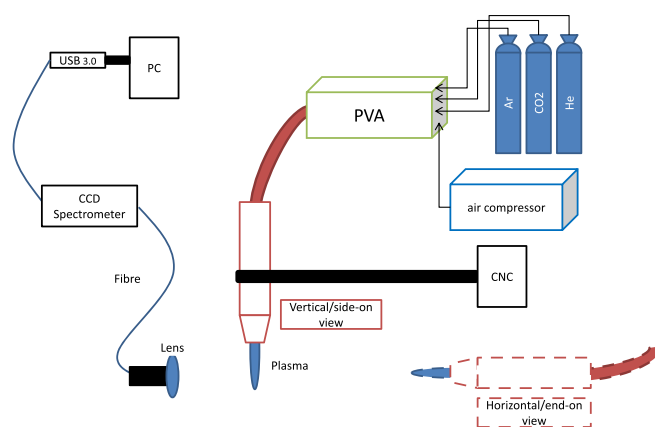 USB 3.0
PC
PVA
Ar
CO2
He
CCD
Spectrometer
air compressor
Fibre
CNC
Vertical/side-on
view
Lens
Plasma
Horizontal/end-on
view